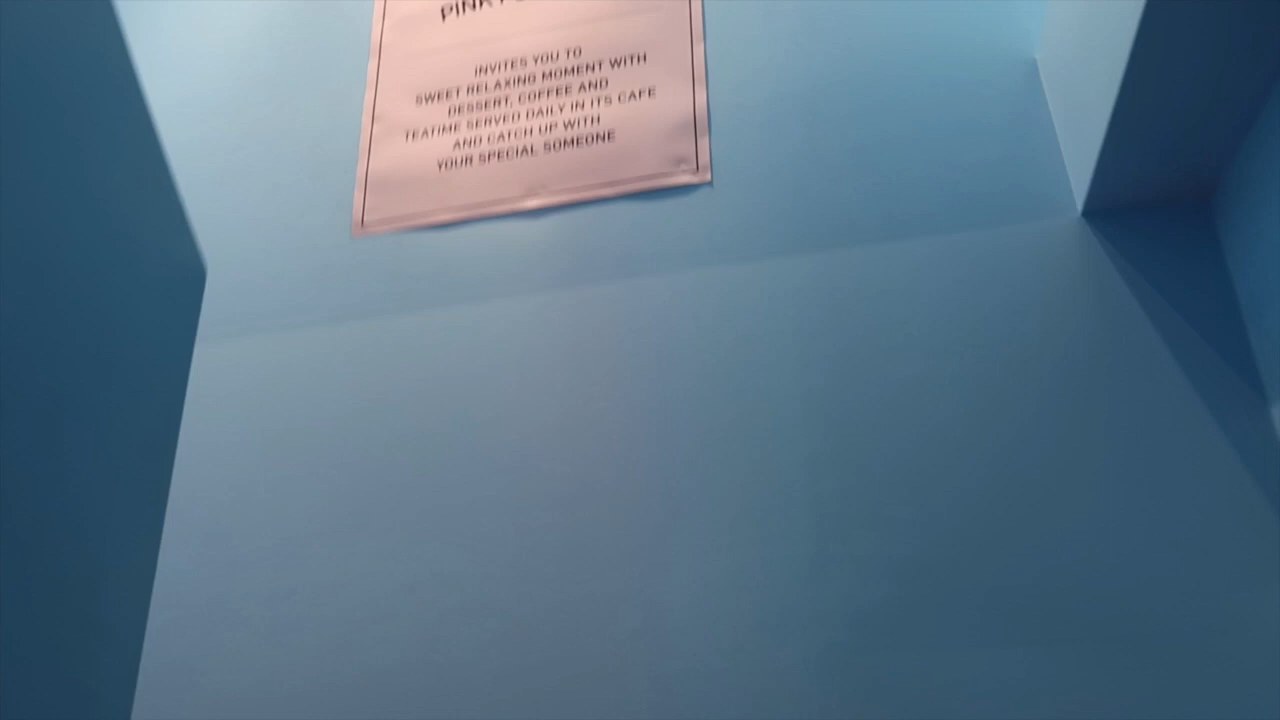 PINK
INVITES YOU TO
SWEET RELAXING MOMENT WITH
DESSERT, COFFEE AND
TEATIME SERVED DAILY IN ITS CAFE
AND CATCH UP WITH
YOUR SPECIAL SOMEONE